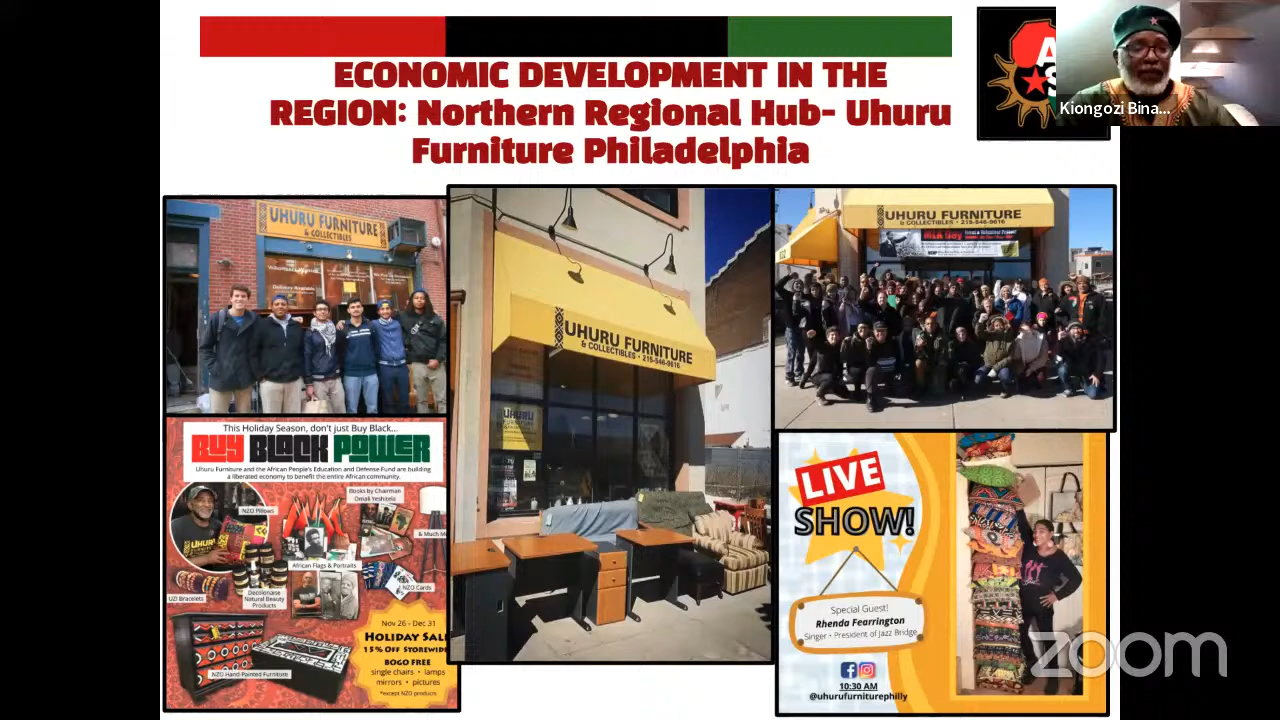 ECONOMIC DEVELOPMENT IN THE
REGION: Northern Regional Hub- Uhuru
Furniture Philadelphia
A
S
Kiongozi Bina...
UHURU FURNITURE
& COLLECTIBLES
UHURU FURNITURE
& COLLECTIBLES • 215-546-9616
UHURU
UHURU FURNITURE
& COLLECTIBLES • 215-546-9616
This Holiday Season, don't just Buy Black...
BUY BLACK POWER
Uhuru Furniture and the African People's Education and Defense Fund are building
a liberated economy to benefit the entire African community.
Books by Chairman
Omali Yeshitela
NZO Pillows
& Much M
African Flags & Portraits
UZI Bracelets
Decolonaise
Natural Beauty
Products
NZO Cards
NZO Hand-Painted Furniture
Nov 26 - Dec 31
HOLIDAY SAL
15% OFF STOREWID
BOGO FREE
single chairs • lamps
mirrors • pictures
*except NZO products
LIVE
SHOW!
Special Guest!
Rhenda Fearrington
Singer • President of Jazz Bridge
10:30 AM
@uhurufurniturephilly
zoom